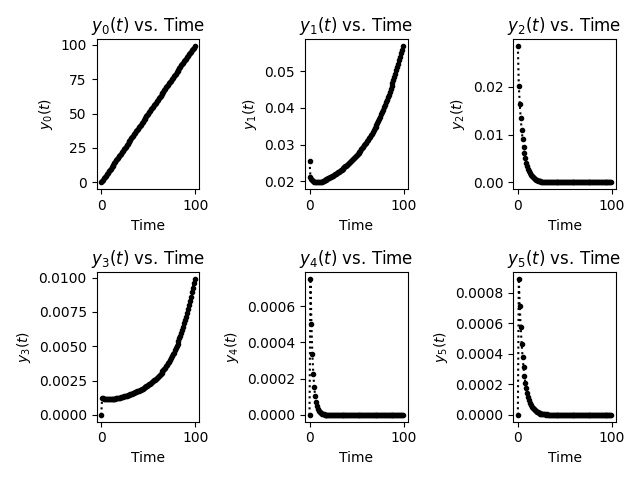 y₀(t) vs. Time
y₁(t) vs. Time
y₂(t) vs. Time
100
75
50
25
0
y₀(t)
0
100
Time
0.05
0.04
0.03
0.02
y₁(t)
0
100
Time
0.02
0.01
0.00
y₂(t)
0
100
Time
y₃(t) vs. Time
y₄(t) vs. Time
y₅(t) vs. Time
0.0100
0.0075
0.0050
0.0025
0.0000
y₃(t)
0
100
Time
0.0006
0.0004
0.0002
0.0000
y₄(t)
0
100
Time
0.0008
0.0006
0.0004
0.0002
0.0000
y₅(t)
0
100
Time